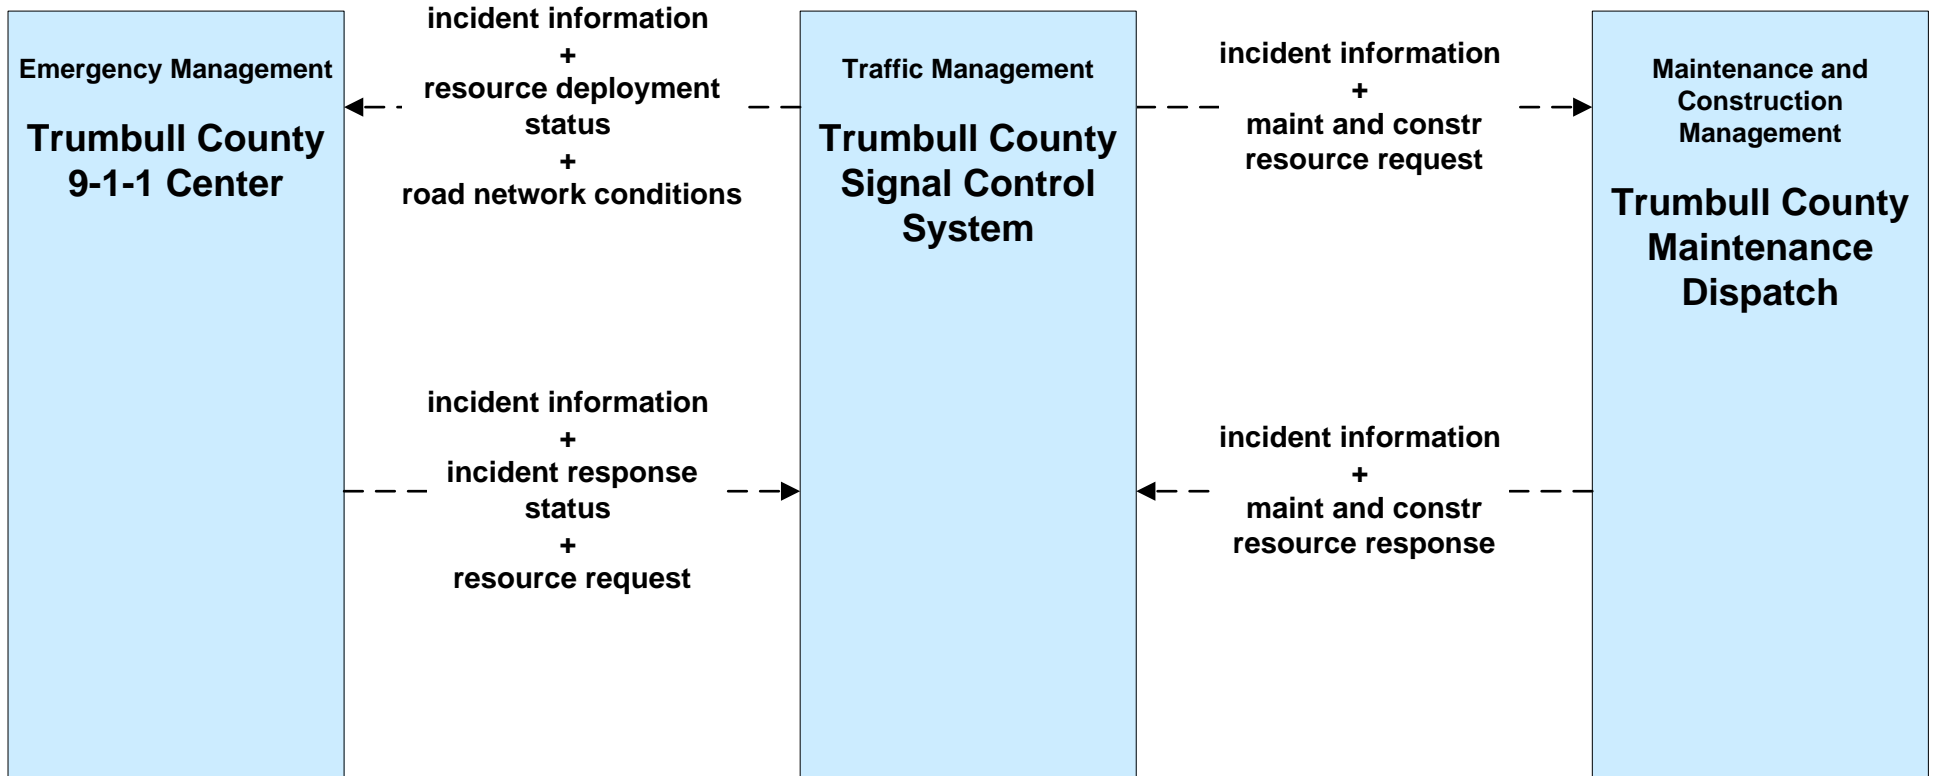 Emergency Management
Trumbull County
9-1-1 Center
incident information
+
resource deployment
status
+
road network conditions
incident information
+
incident response
status
+
resource request
Traffic Management
Trumbull County
Signal Control
System
incident information
+
maint and constr
resource request
incident information
+
maint and constr
resource response
Maintenance and
Construction
Management
Trumbull County
Maintenance
Dispatch